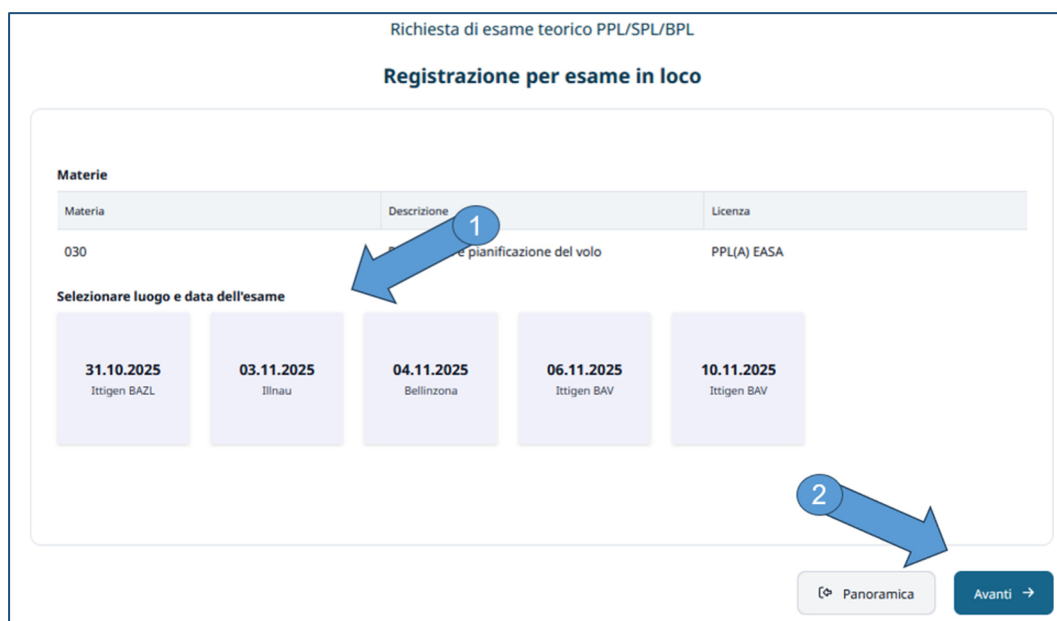 Richiesta di esame teorico PPL/SPL/BPL
Registrazione per esame in loco
Materie
Materia Descrizione Licenza
1
030 e pianificazione del volo PPL(A) EASA
Selezionare luogo e data dell'esame
31.10.2025 03.11.2025 04.11.2025 06.11.2025 10.11.2025
Ittigen BAZL Illnau Bellinzona Ittigen BAV Ittigen BAV
2
Panoramica Avanti